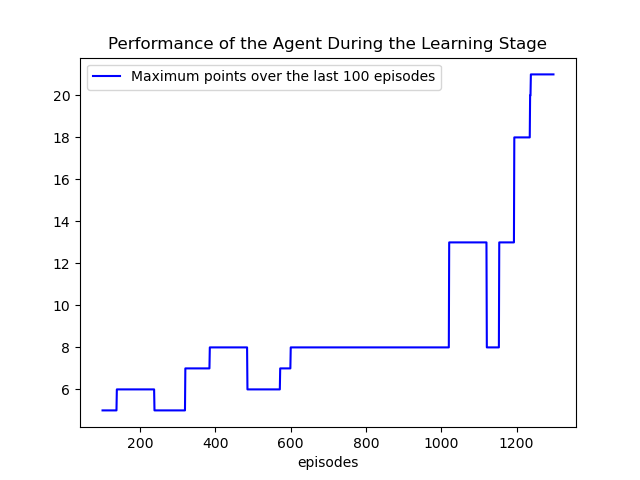 Performance of the Agent During the Learning Stage
Maximum points over the last 100 episodes
20
18
16
14
12
10
8
6
200 400 600 800 1000 1200
episodes